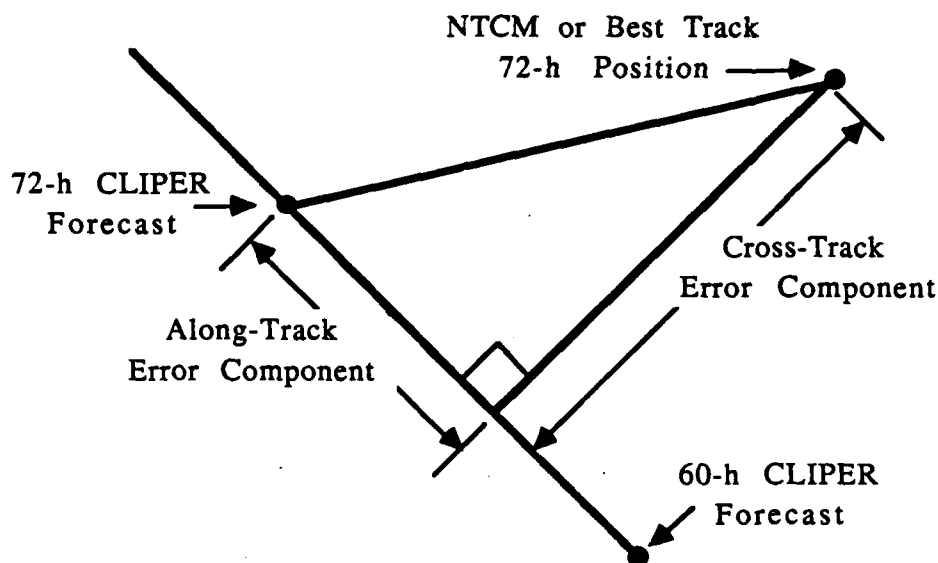 NTCM or Best Track
72-h Position
72-h CLIPER
Forecast
Cross-Track
Error Component
Along-Track
Error Component
60-h CLIPER
Forecast